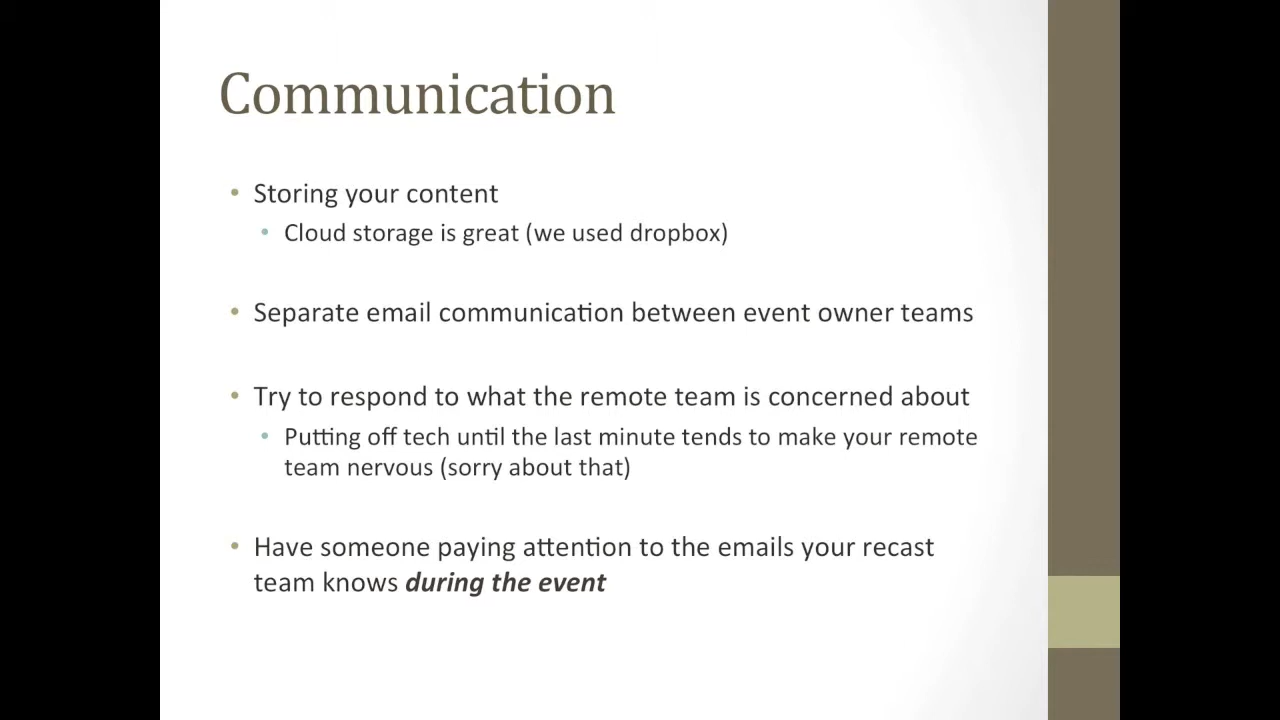 Communication
• Storing your content
• Cloud storage is great (we used dropbox)
• Separate email communication between event owner teams
• Try to respond to what the remote team is concerned about
• Putting off tech until the last minute tends to make your remote
team nervous (sorry about that)
• Have someone paying attention to the emails your recast
team knows during the event